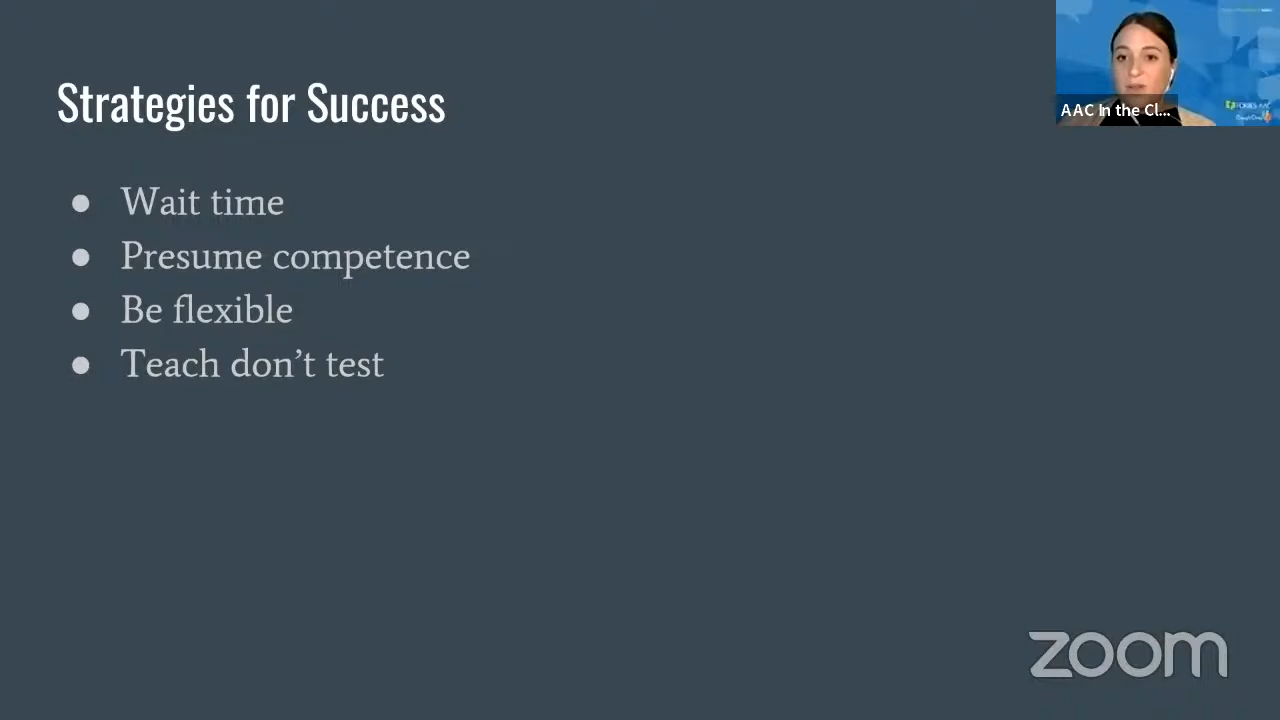 Strategies for Success
AAC In the Cl...
● Wait time
● Presume competence
● Be flexible
● Teach don’t test
zoom